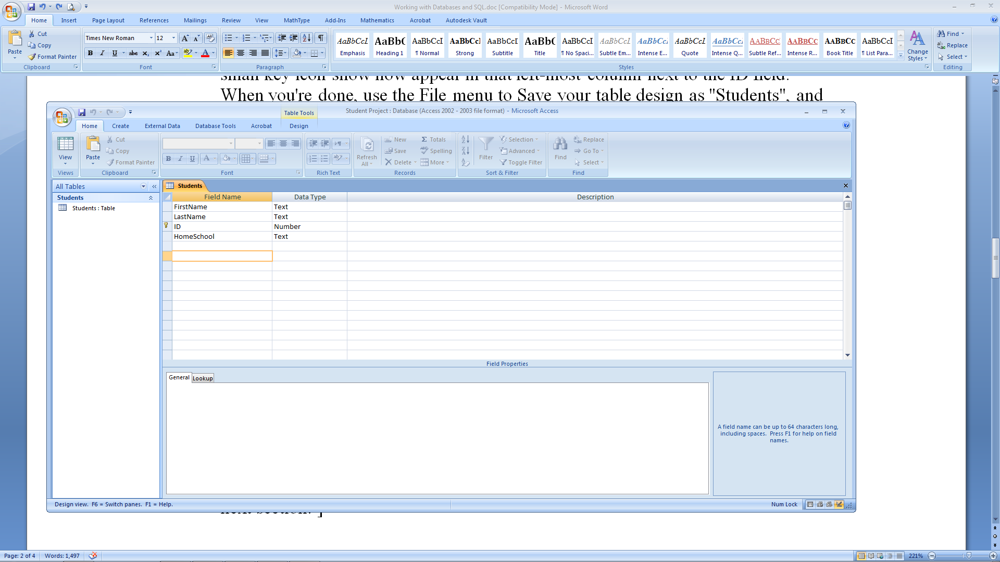 Working with Databases and SQL.doc [Compatibility Mode] - Microsoft Word
Home Insert Page Layout References Mailings Review View MathType Add-Ins Mathematics Acrobat Autodesk Vault
Paste
Cut
Copy
Format Painter
Clipboard
Times New Roman 12
Font
Paragraph
AaBbCcI Emphasis
AaBbC Heading 1
AaBbCcI ¶ Normal
AaBbCcI Strong
AaBbCcI Subtitle
AaBbC Title
AaBbCcI ¶ No Spaci...
AaBbCcI Subtle Em...
AaBbCcI Intense E...
AaBbCcI Quote
AaBbCcI Intense Q...
AaBbCc Subtle Ref...
AaBbCc Intense R...
AaBbCc Book Title
AaBbCcI ¶ List Para...
Change Styles
Styles
Find
Replace
Select
Editing
small key icon show now appear in that left-most column next to the ID field.
When you're done, use the File menu to Save your table design as "Students", and
Table Tools
Student Project : Database (Access 2002 - 2003 file format) - Microsoft Access
Home Create External Data Database Tools Acrobat Design
View
Views
Paste
Cut
Copy
Format Painter
Clipboard
Font
Rich Text
Refresh All
New
Save
Delete
Totals
Spelling
More
Records
Filter
Selection
Advanced
Toggle Filter
Sort & Filter
Find
Replace
Go To
Select
Find
All Tables
Students
Students : Table
Students
Field Name Data Type Description
FirstName Text
LastName Text
ID Number
HomeSchool Text
Field Properties
General Lookup
A field name can be up to 64 characters long,
including spaces. Press F1 for help on field
names.
Design view. F6 = Switch panes. F1 = Help.
Num Lock
next section. ]
Page: 2 of 4 Words: 1,497
221%